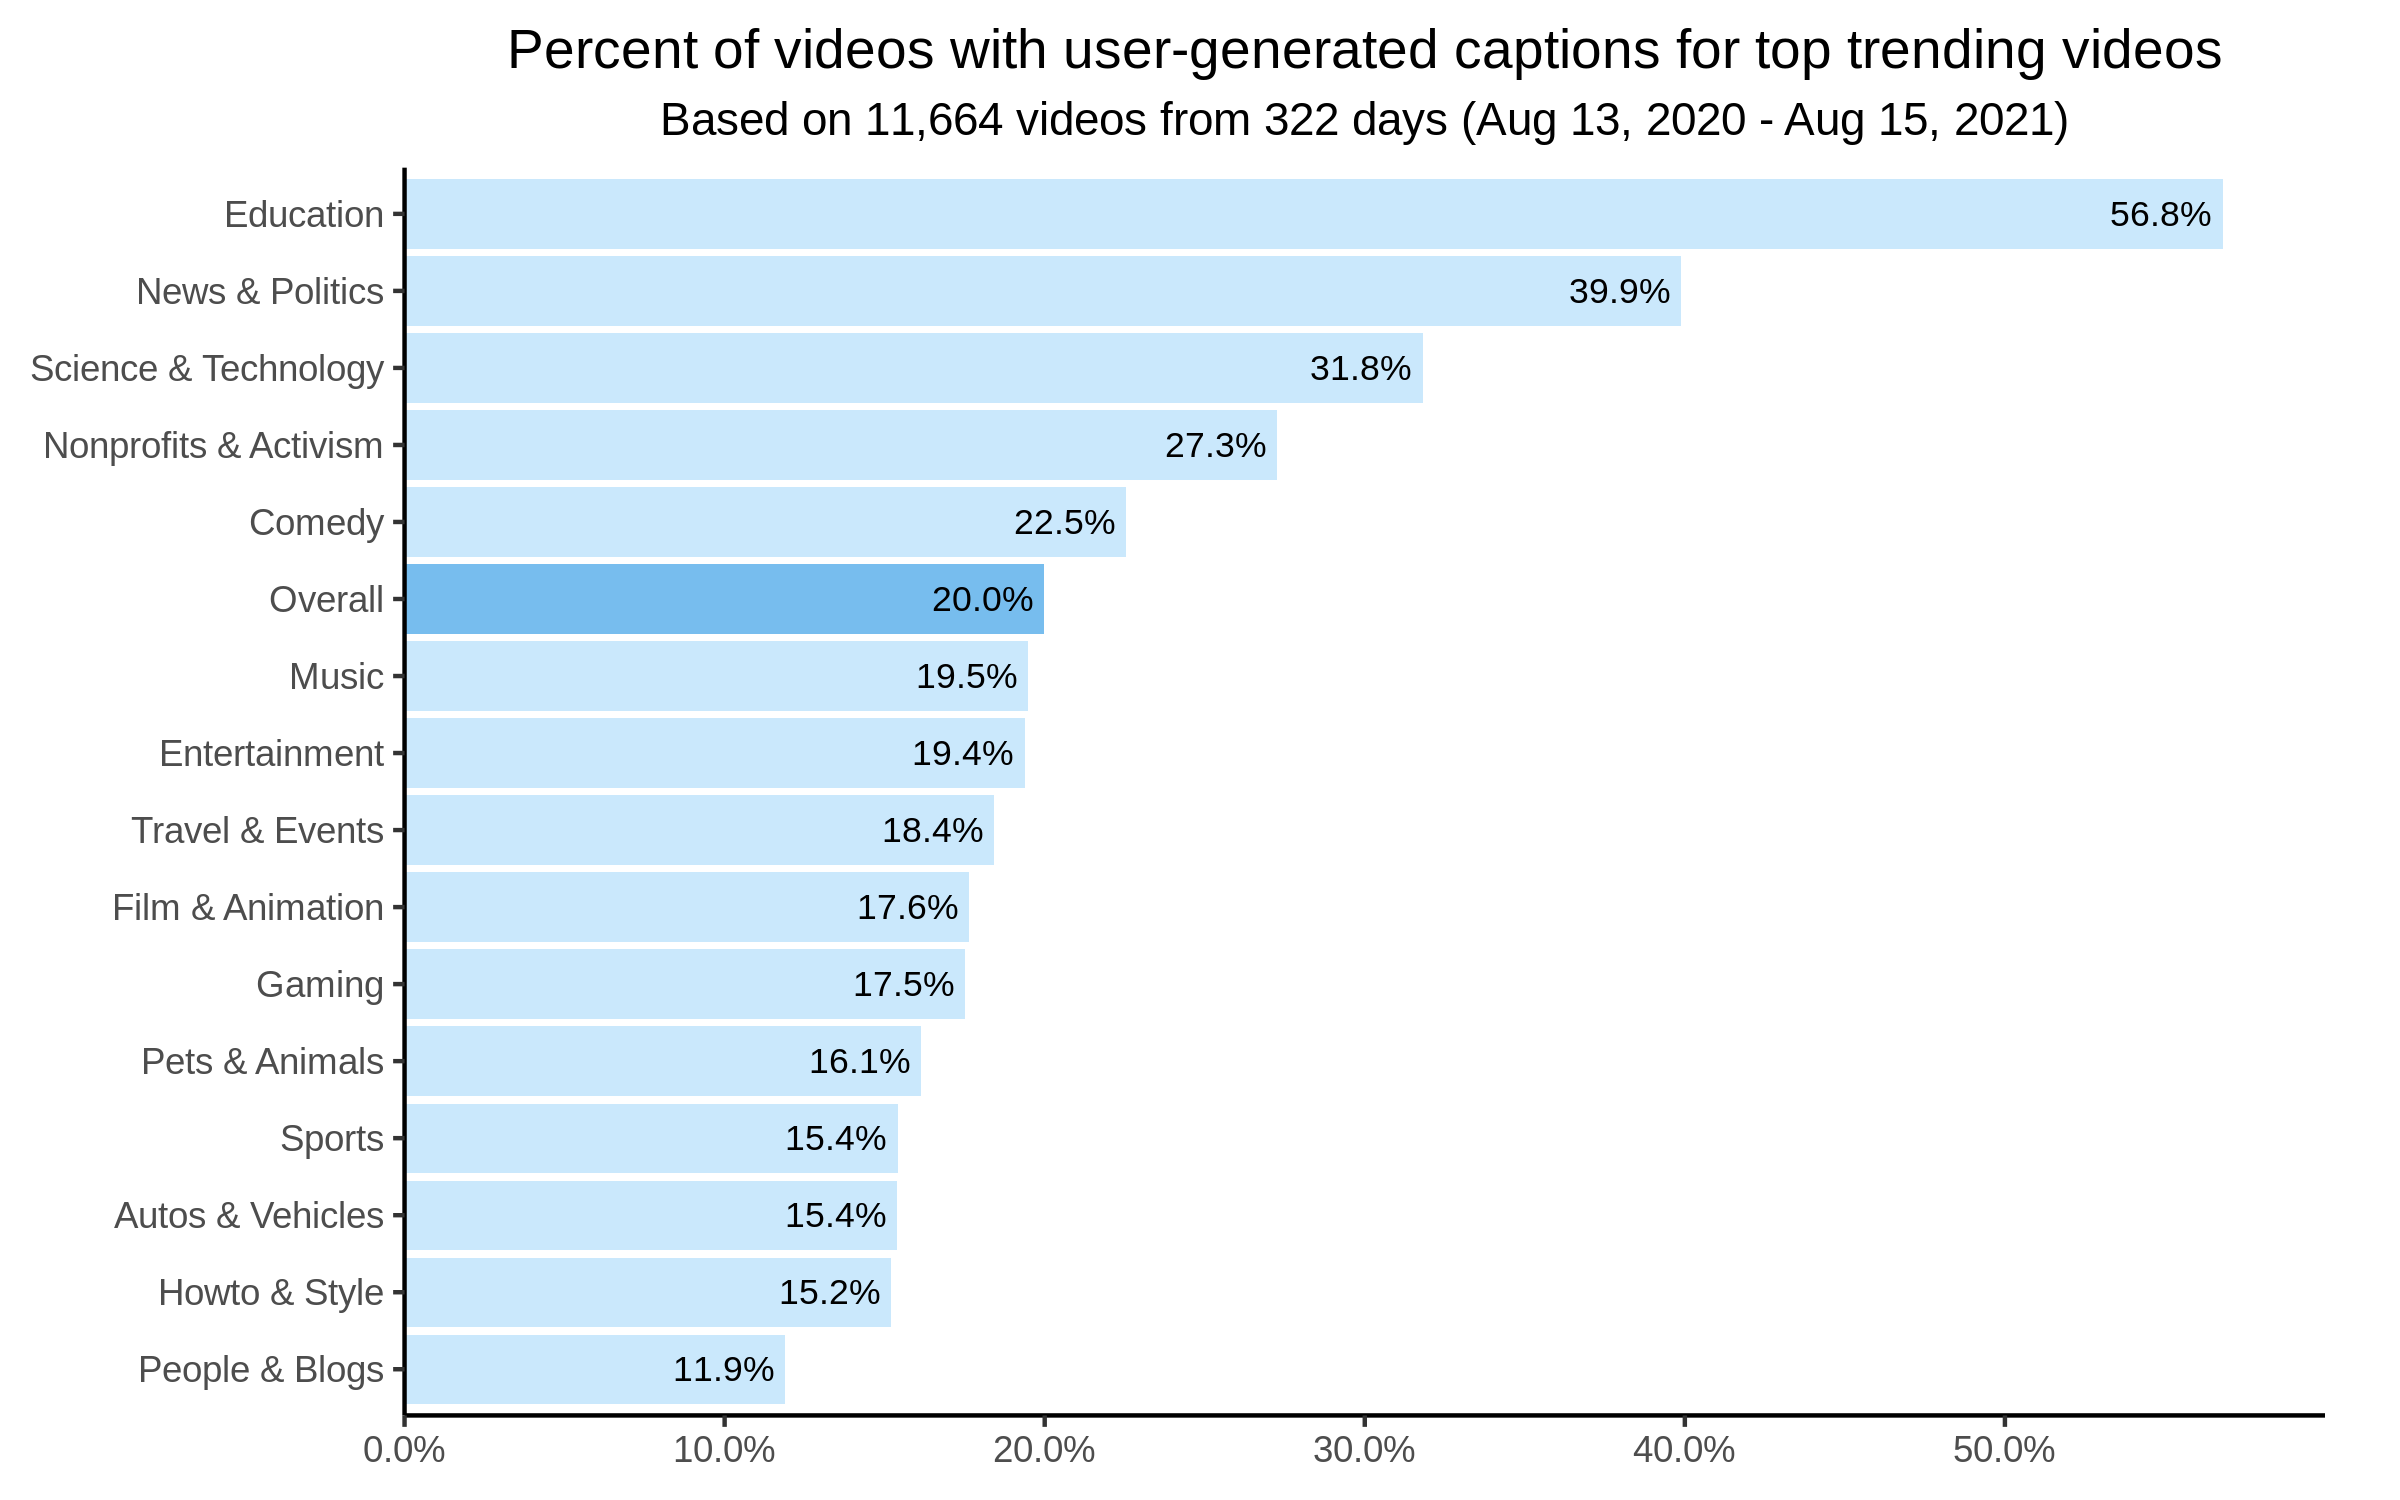 Percent of videos with user-generated captions for top trending videos
Based on 11,664 videos from 322 days (Aug 13, 2020 - Aug 15, 2021)
Education 56.8%
News & Politics 39.9%
Science & Technology 31.8%
Nonprofits & Activism 27.3%
Comedy 22.5%
Overall 20.0%
Music 19.5%
Entertainment 19.4%
Travel & Events 18.4%
Film & Animation 17.6%
Gaming 17.5%
Pets & Animals 16.1%
Sports 15.4%
Autos & Vehicles 15.4%
Howto & Style 15.2%
People & Blogs 11.9%
0.0% 10.0% 20.0% 30.0% 40.0% 50.0%